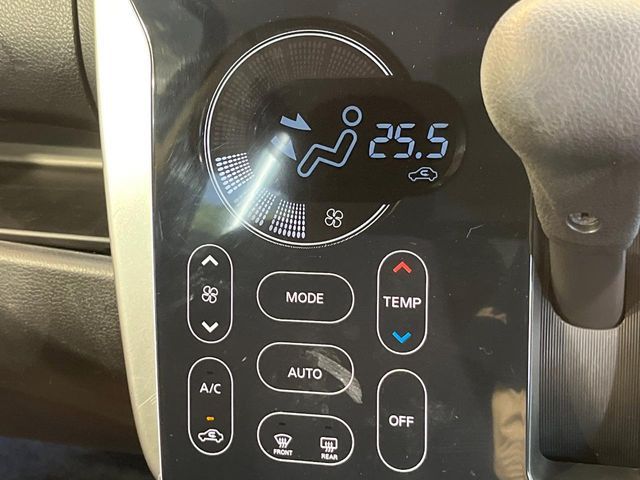 25.5
MODE
TEMP
AUTO
A/C
OFF
FRONT
REAR